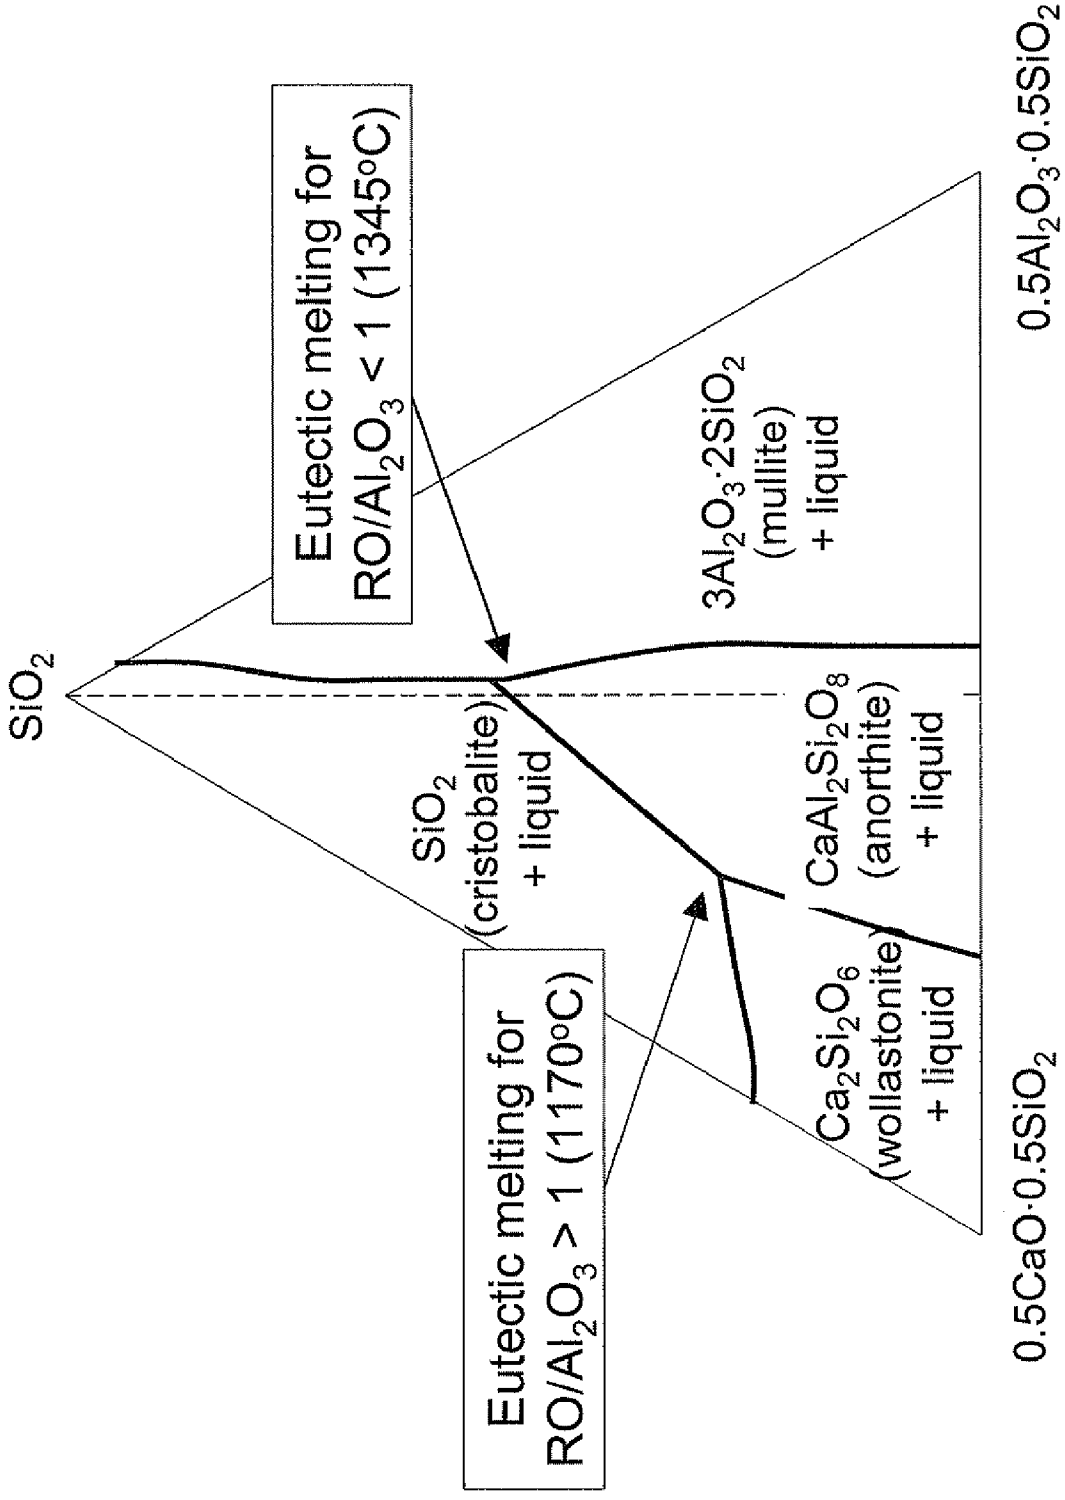 SiO₂
Eutectic melting for
RO/Al₂O₃ < 1 (1345°C)
SiO₂
(cristobalite)
+ liquid
Eutectic melting for
RO/Al₂O₃ > 1 (1170°C)
3Al₂O₃·2SiO₂
(mullite)
+ liquid
CaAl₂Si₂O₈
(anorthite)
+ liquid
Ca₂Si₂O₆
(wollastonite)
+ liquid
0.5CaO·0.5SiO₂
0.5Al₂O₃·0.5SiO₂